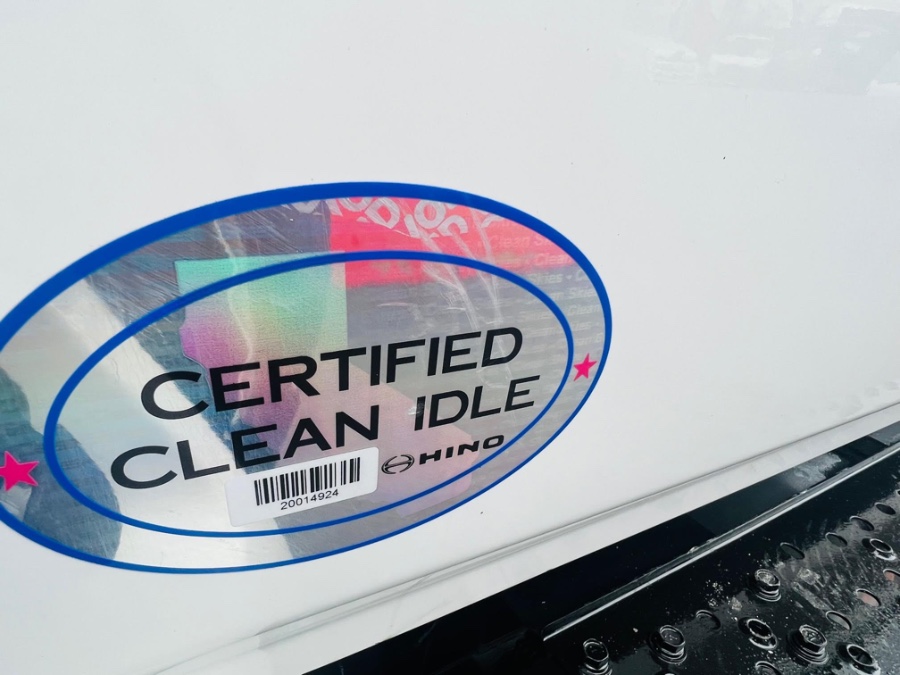 CERTIFIED
CLEAN IDLE
HINO
20014924